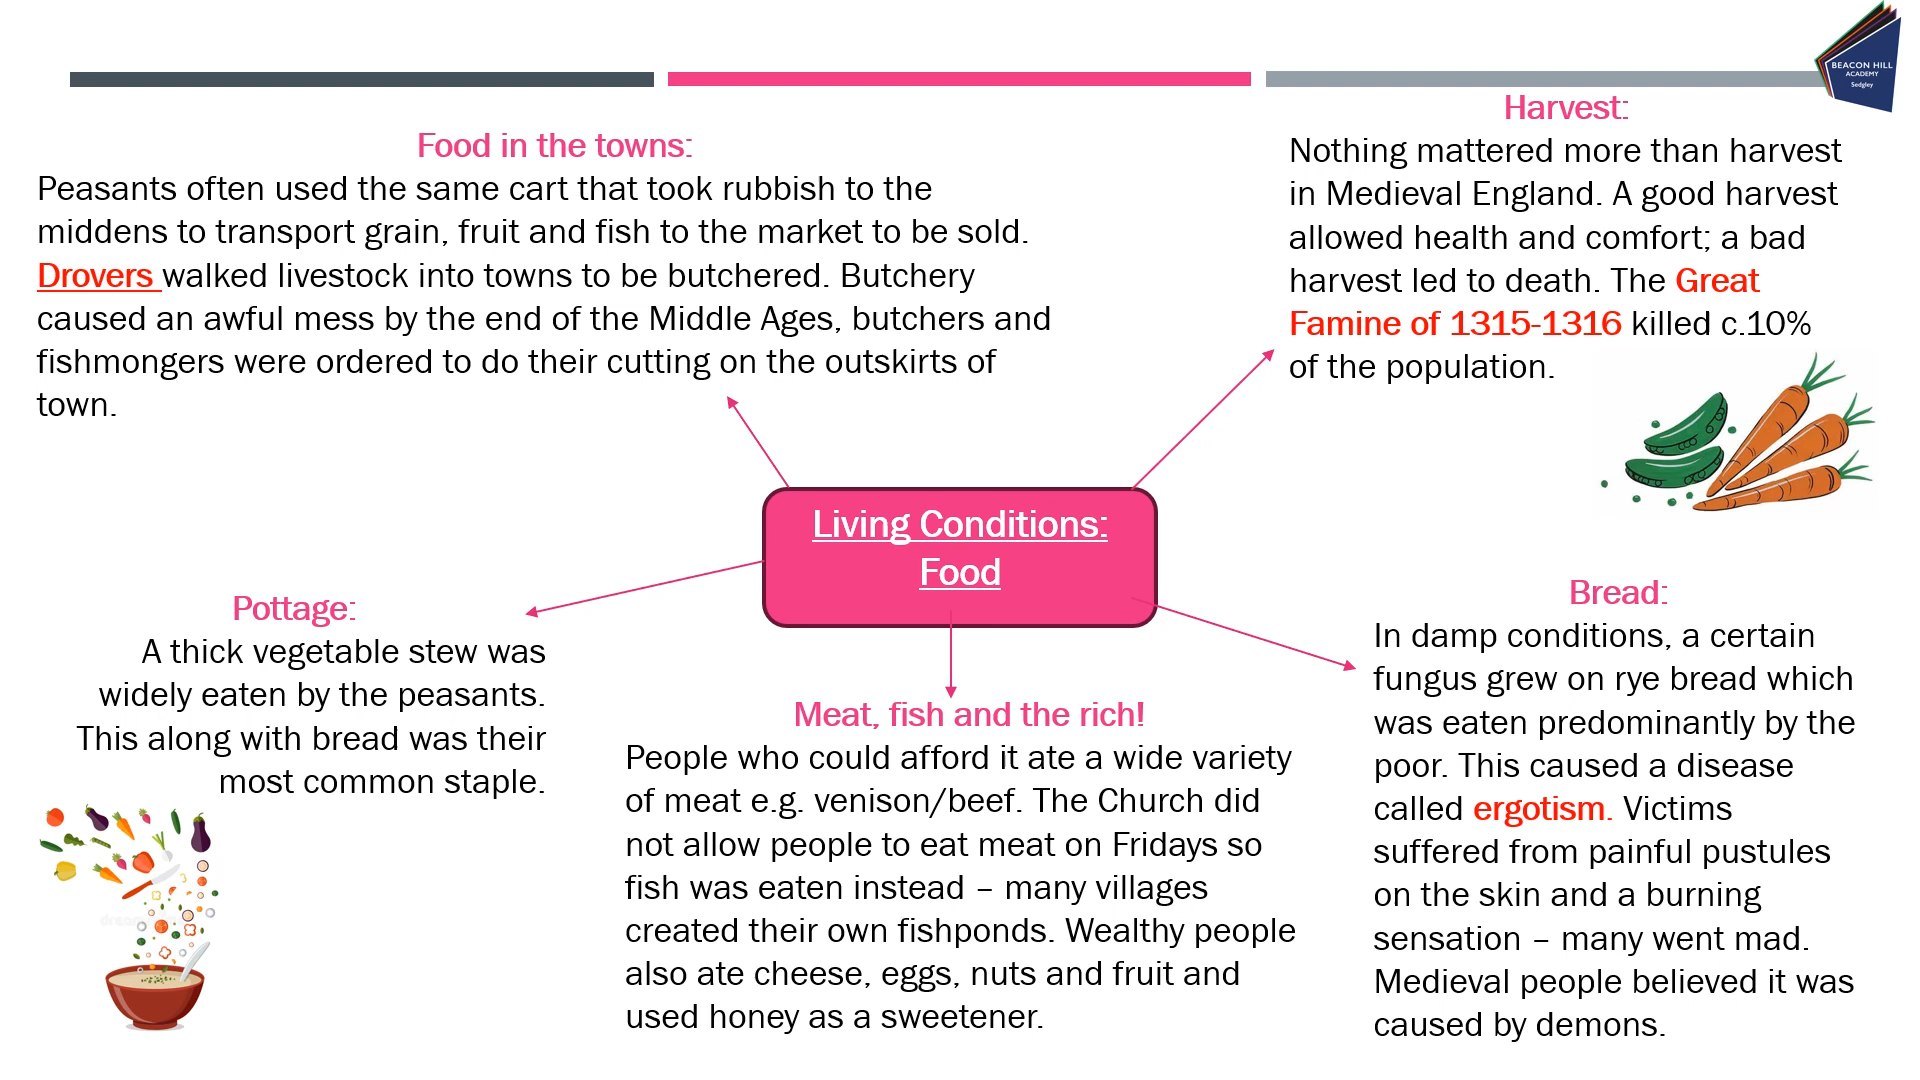 BEACON HILL
ACADEMY
Sedgley
Food in the towns:
Peasants often used the same cart that took rubbish to the
middens to transport grain, fruit and fish to the market to be sold.
Drovers walked livestock into towns to be butchered. Butchery
caused an awful mess by the end of the Middle Ages, butchers and
fishmongers were ordered to do their cutting on the outskirts of
town.
Harvest:
Nothing mattered more than harvest
in Medieval England. A good harvest
allowed health and comfort; a bad
harvest led to death. The Great
Famine of 1315-1316 killed c.10%
of the population.
Living Conditions:
Food
Pottage:
A thick vegetable stew was
widely eaten by the peasants.
This along with bread was their
most common staple.
Meat, fish and the rich!
People who could afford it ate a wide variety
of meat e.g. venison/beef. The Church did
not allow people to eat meat on Fridays so
fish was eaten instead – many villages
created their own fishponds. Wealthy people
also ate cheese, eggs, nuts and fruit and
used honey as a sweetener.
Bread:
In damp conditions, a certain
fungus grew on rye bread which
was eaten predominantly by the
poor. This caused a disease
called ergotism. Victims
suffered from painful pustules
on the skin and a burning
sensation – many went mad.
Medieval people believed it was
caused by demons.